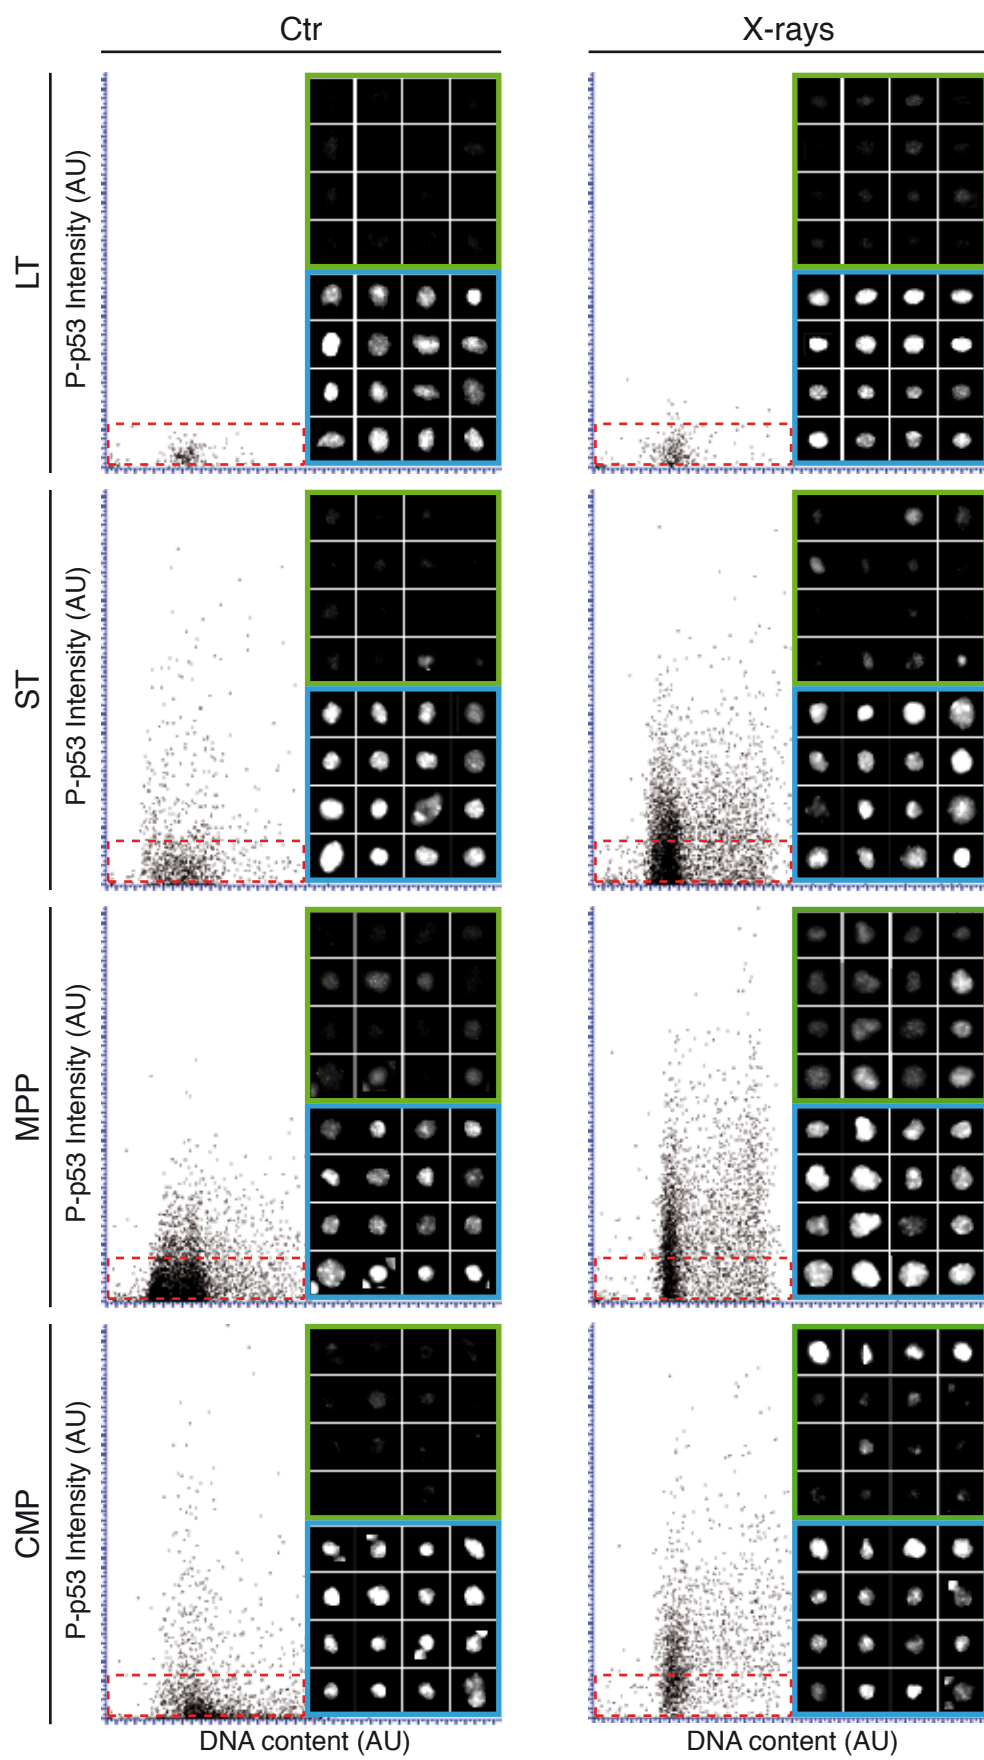 Ctr
X-rays
LT
P-p53 Intensity (AU)
ST
P-p53 Intensity (AU)
MPP
P-p53 Intensity (AU)
CMP
P-p53 Intensity (AU)
DNA content (AU)
DNA content (AU)